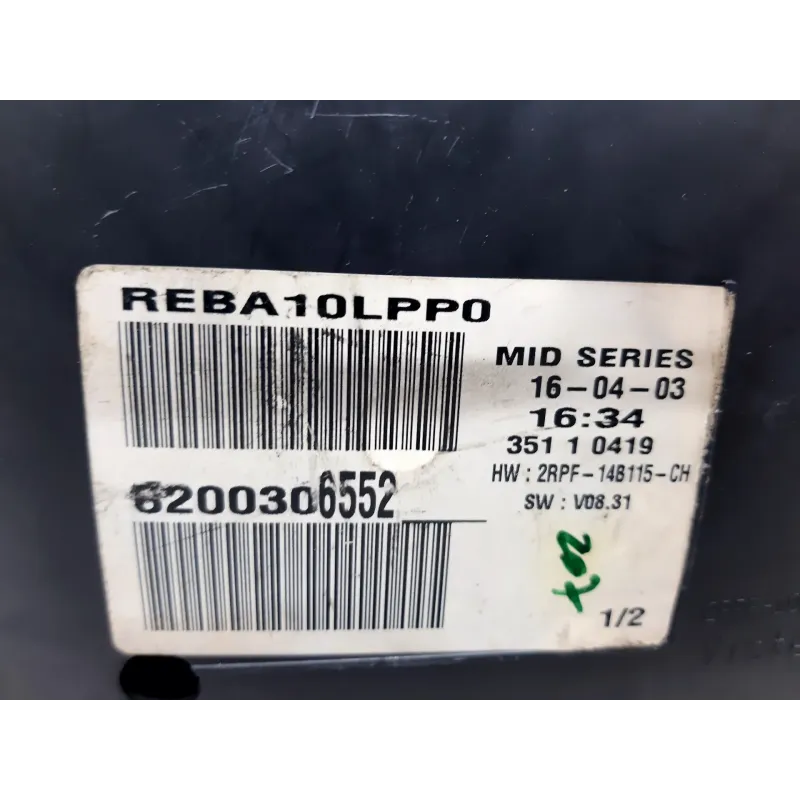 REBA10LPP0
MID SERIES
16-04-03
16:34
351 1 0419
HW : 2RPF-14B115-CH
8200306552
SW : V08.31
1/2